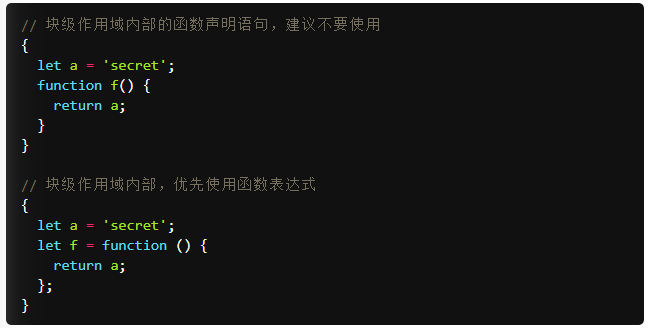 // 块级作用域内部的函数声明语句，建议不要使用
{
  let a = 'secret';
  function f() {
    return a;
  }
}

// 块级作用域内部，优先使用函数表达式
{
  let a = 'secret';
  let f = function () {
    return a;
  };
}